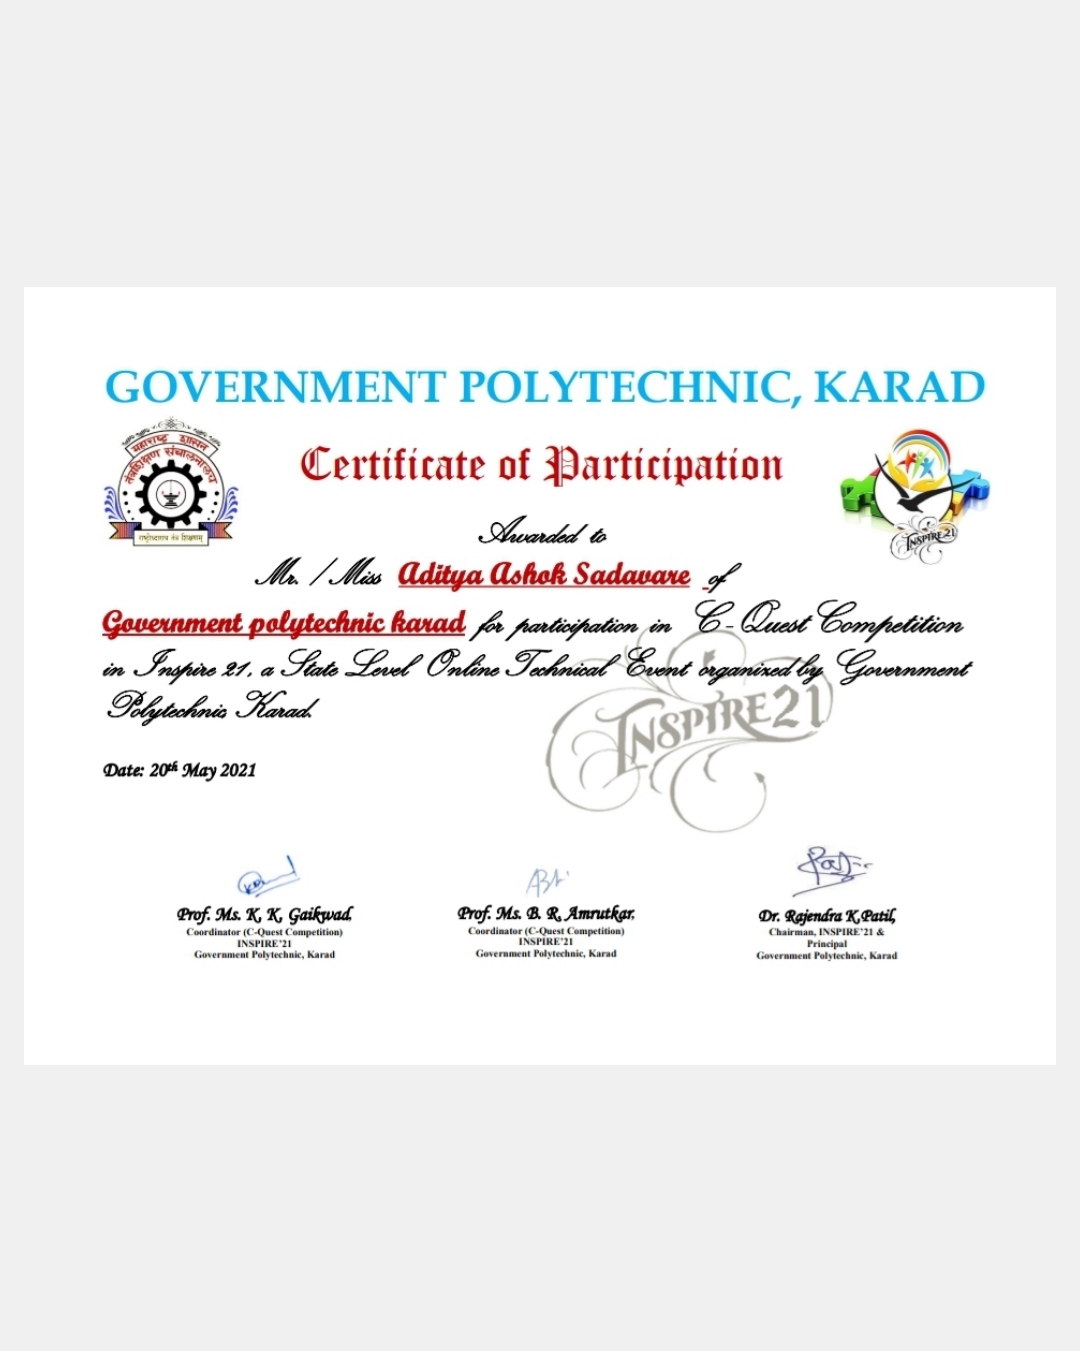 GOVERNMENT POLYTECHNIC, KARAD
महाराष्ट्र शासन
तंत्रशिक्षण संचालनालय
Certificate of Participation
INSPIRE21
Awarded to
Mr. / Miss Aditya Ashok Sadavare of
Government polytechnic karad for participation in C - Quest Competition
in Inspire 21, a State Level Online Technical Event organized by Government
Polytechnic Karad.
INSPIRE21
Date: 20th May 2021
Prof. Ms. K. K. Gaikwad
Coordinator (C-Quest Competition)
INSPIRE'21
Government Polytechnic, Karad
Prof. Ms. B. R. Amrutkar,
Coordinator (C-Quest Competition)
INSPIRE'21
Government Polytechnic, Karad
Dr. Rajendra K.Patil,
Chairman, INSPIRE'21 &
Principal
Government Polytechnic, Karad